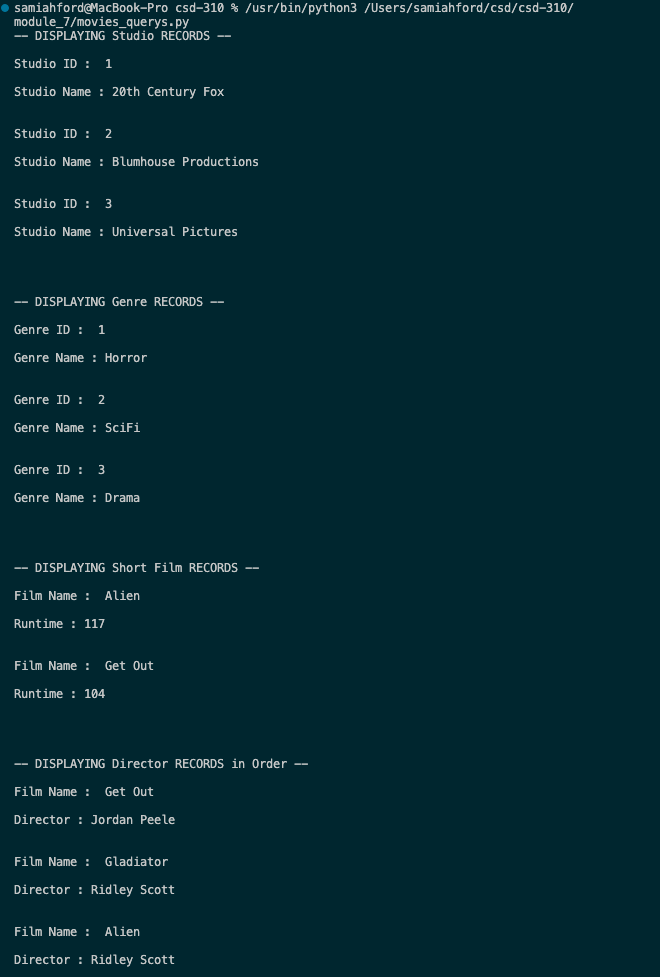 samiahford@MacBook-Pro csd-310 % /usr/bin/python3 /Users/samiahford/csd/csd-310/
module_7/movies_querys.py
-- DISPLAYING Studio RECORDS --
Studio ID :  1
Studio Name : 20th Century Fox
Studio ID :  2
Studio Name : Blumhouse Productions
Studio ID :  3
Studio Name : Universal Pictures
-- DISPLAYING Genre RECORDS --
Genre ID :  1
Genre Name : Horror
Genre ID :  2
Genre Name : SciFi
Genre ID :  3
Genre Name : Drama
-- DISPLAYING Short Film RECORDS --
Film Name :  Alien
Runtime : 117
Film Name :  Get Out
Runtime : 104
-- DISPLAYING Director RECORDS in Order --
Film Name :  Get Out
Director : Jordan Peele
Film Name :  Gladiator
Director : Ridley Scott
Film Name :  Alien
Director : Ridley Scott